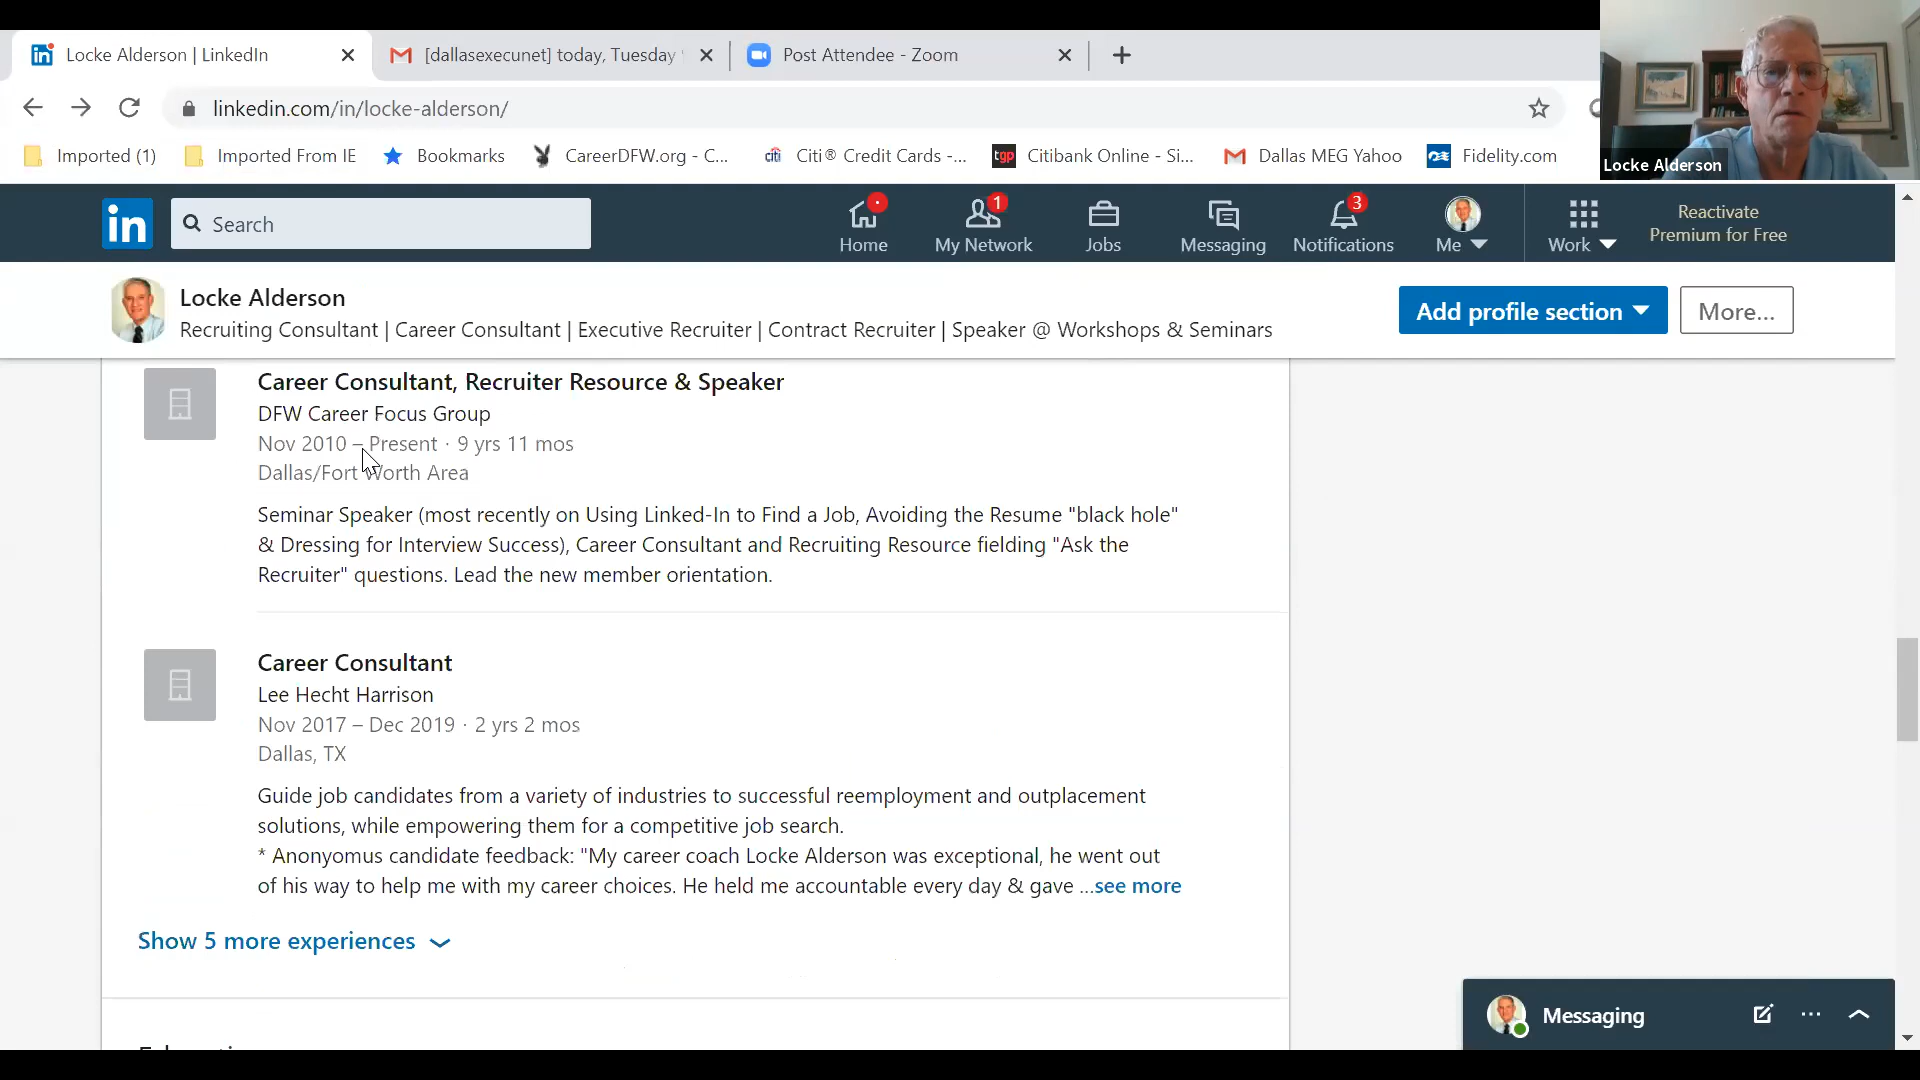 Locke Alderson | LinkedIn
[dallasexecunet] today, Tuesday
Post Attendee - Zoom
linkedin.com/in/locke-alderson/
Imported (1)
Imported From IE
Bookmarks
CareerDFW.org - C...
Citi® Credit Cards -...
Citibank Online - Si...
Dallas MEG Yahoo
Fidelity.com
Locke Alderson
in
Search
Home
1
My Network
Jobs
Messaging
3
Notifications
Me
Work
Reactivate
Premium for Free
Locke Alderson
Recruiting Consultant | Career Consultant | Executive Recruiter | Contract Recruiter | Speaker @ Workshops & Seminars
Add profile section
More...
Career Consultant, Recruiter Resource & Speaker
DFW Career Focus Group
Nov 2010 – Present · 9 yrs 11 mos
Dallas/Fort Worth Area
Seminar Speaker (most recently on Using Linked-In to Find a Job, Avoiding the Resume "black hole"
& Dressing for Interview Success), Career Consultant and Recruiting Resource fielding "Ask the
Recruiter" questions. Lead the new member orientation.
Career Consultant
Lee Hecht Harrison
Nov 2017 – Dec 2019 · 2 yrs 2 mos
Dallas, TX
Guide job candidates from a variety of industries to successful reemployment and outplacement
solutions, while empowering them for a competitive job search.
* Anonyomus candidate feedback: "My career coach Locke Alderson was exceptional, he went out
of his way to help me with my career choices. He held me accountable every day & gave ...see more
Show 5 more experiences
Messaging